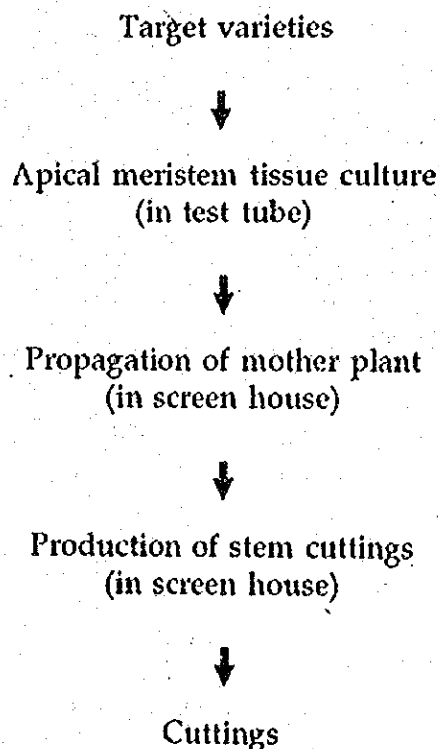 Target varieties
Apical meristem tissue culture
(in test tube)
Propagation of mother plant
(in screen house)
Production of stem cuttings
(in screen house)
Cuttings